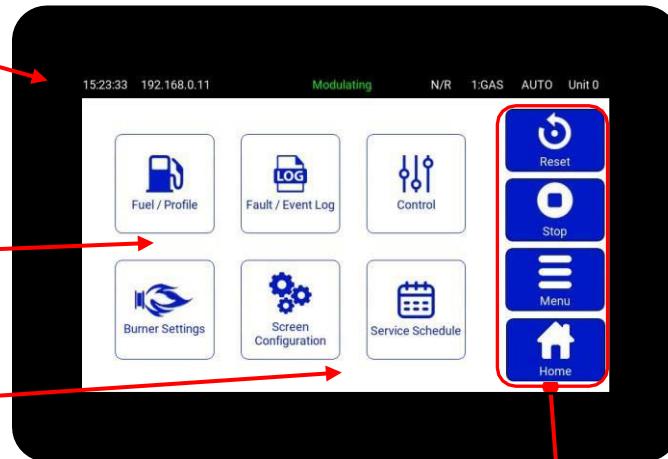 15:23:33 192.168.0.11 Modulating N/R 1:GAS AUTO Unit 0
Reset
LOG
Fuel / Profile Fault / Event Log Control
Stop
Menu
Burner Settings Screen Configuration Service Schedule
Home